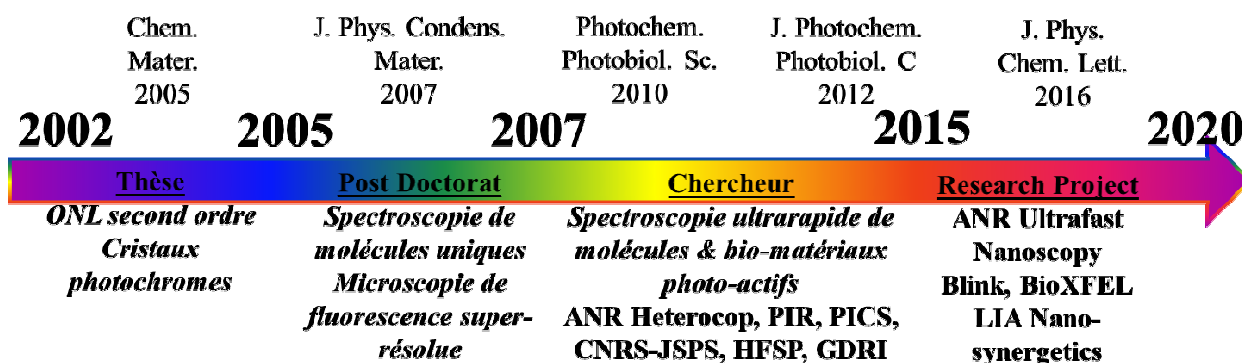 Chem.
Mater.
2005
J. Phys. Condens.
Mater.
2007
Photochem.
Photobiol. Sc.
2010
J. Photochem.
Photobiol. C
2012
J. Phys.
Chem. Lett.
2016
2002
2005
2007
2015
2020
Thèse
Post Doctorat
Chercheur
Research Project
ONL second ordre
Cristaux
photochromes
Spectroscopie de
molécules uniques
Microscopie de
fluorescence super-
résolue
Spectroscopie ultrarapide de
molécules & bio-matériaux
photo-actifs
ANR Heterocop, PIR, PICS,
CNRS-JSPS, HFSP, GDRI
ANR Ultrafast
Nanoscopy
Blink, BioXFEL
LIA Nano-
synergetics